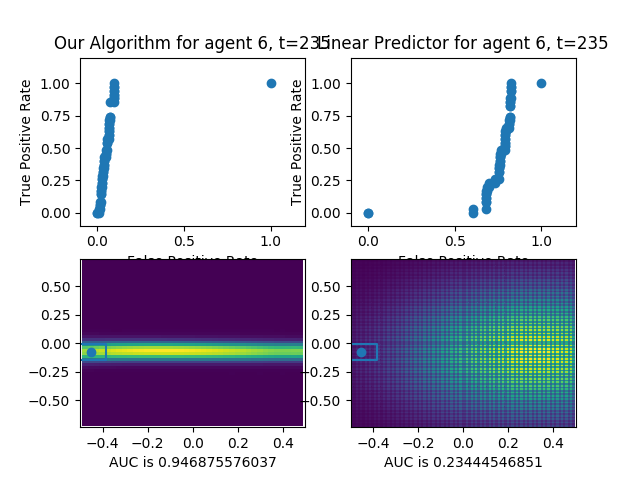 Our Algorithm for agent 6, t=235
Linear Predictor for agent 6, t=235
True Positive Rate
1.00
0.75
0.50
0.25
0.00
0.0 0.5 1.0
False Positive Rate
True Positive Rate
1.00
0.75
0.50
0.25
0.00
0.0 0.5 1.0
False Positive Rate
0.50
0.25
0.00
−0.25
−0.50
−0.4 −0.2 0.0 0.2 0.4
AUC is 0.946875576037
0.50
0.25
0.00
−0.25
−0.50
−0.4 −0.2 0.0 0.2 0.4
AUC is 0.23444546851